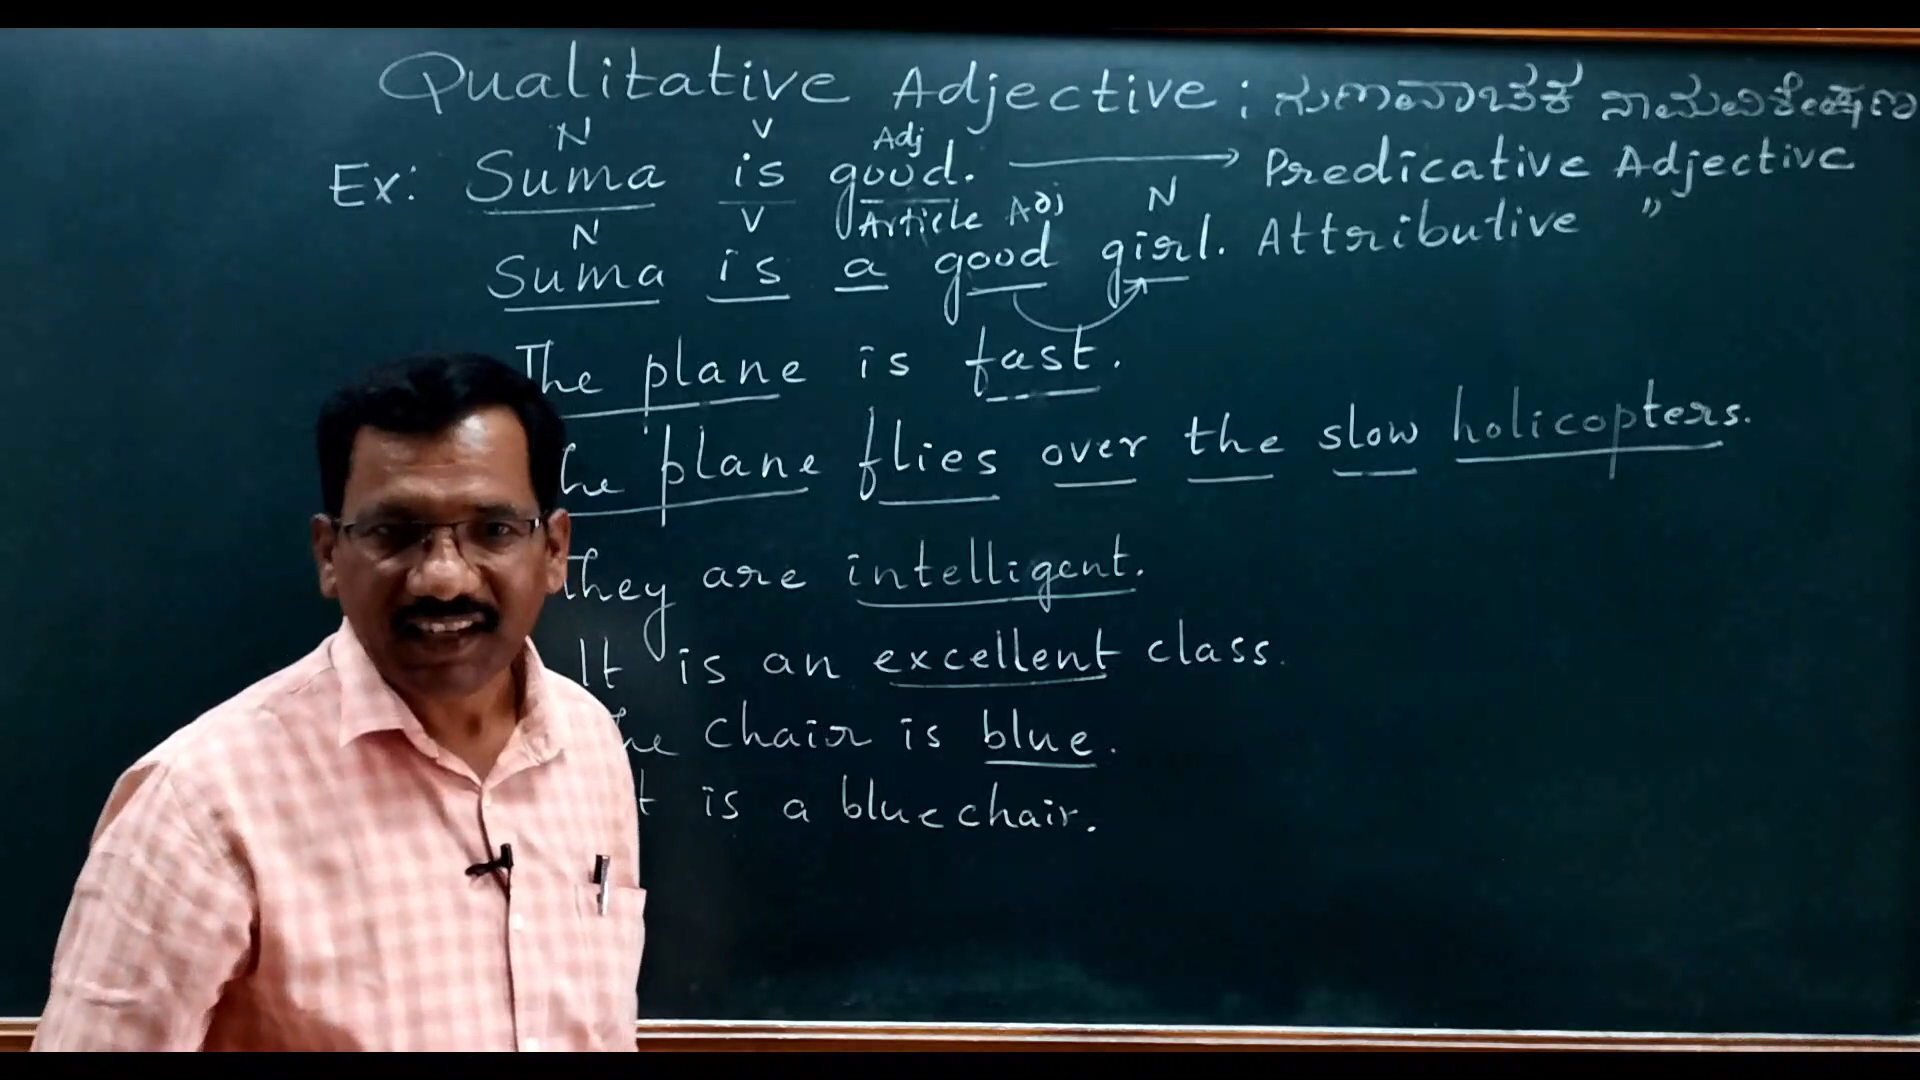 Qualitative Adjective : ಗುಣವಾಚಕ ನಾಮವಿಶೇಷಣ
N V Adj
Ex: Suma is good. → Predicative Adjective
N V Article Adj N
Suma is a good girl. Attributive "
The plane is fast.
he plane flies over the slow holicopters.
They are intelligent.
It is an excellent class.
he chair is blue.
t is a blue chair.